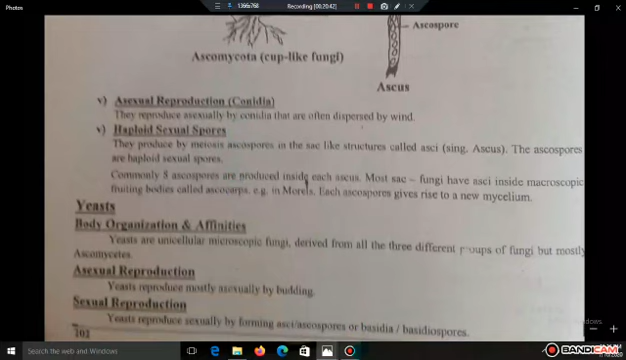 Photos
1366x768
Recording [00:20:42]
Ascospore
Ascomycota (cup-like fungi)
Ascus
v) Asexual Reproduction (Conidia)
They reproduce asexually by conidia that are often dispersed by wind.
v) Haploid Sexual Spores
They produce by meiosis ascospores in the sac like structures called asci (sing. Ascus). The ascospores
are haploid sexual spores.
Commonly 8 ascospores are produced inside each ascus. Most sac – fungi have asci inside macroscopic
fruiting bodies called ascocarps. e.g. in Morels. Each ascospores gives rise to a new mycelium.
Yeasts
Body Organization & Affinities
Yeasts are unicellular microscopic fungi, derived from all the three different groups of fungi but mostly
Ascomycetes.
Asexual Reproduction
Yeasts reproduce mostly asexually by budding.
Sexual Reproduction
Yeasts reproduce sexually by forming asci/ascospores or basidia / basidiospores.
Search the web and Windows
BANDICAM